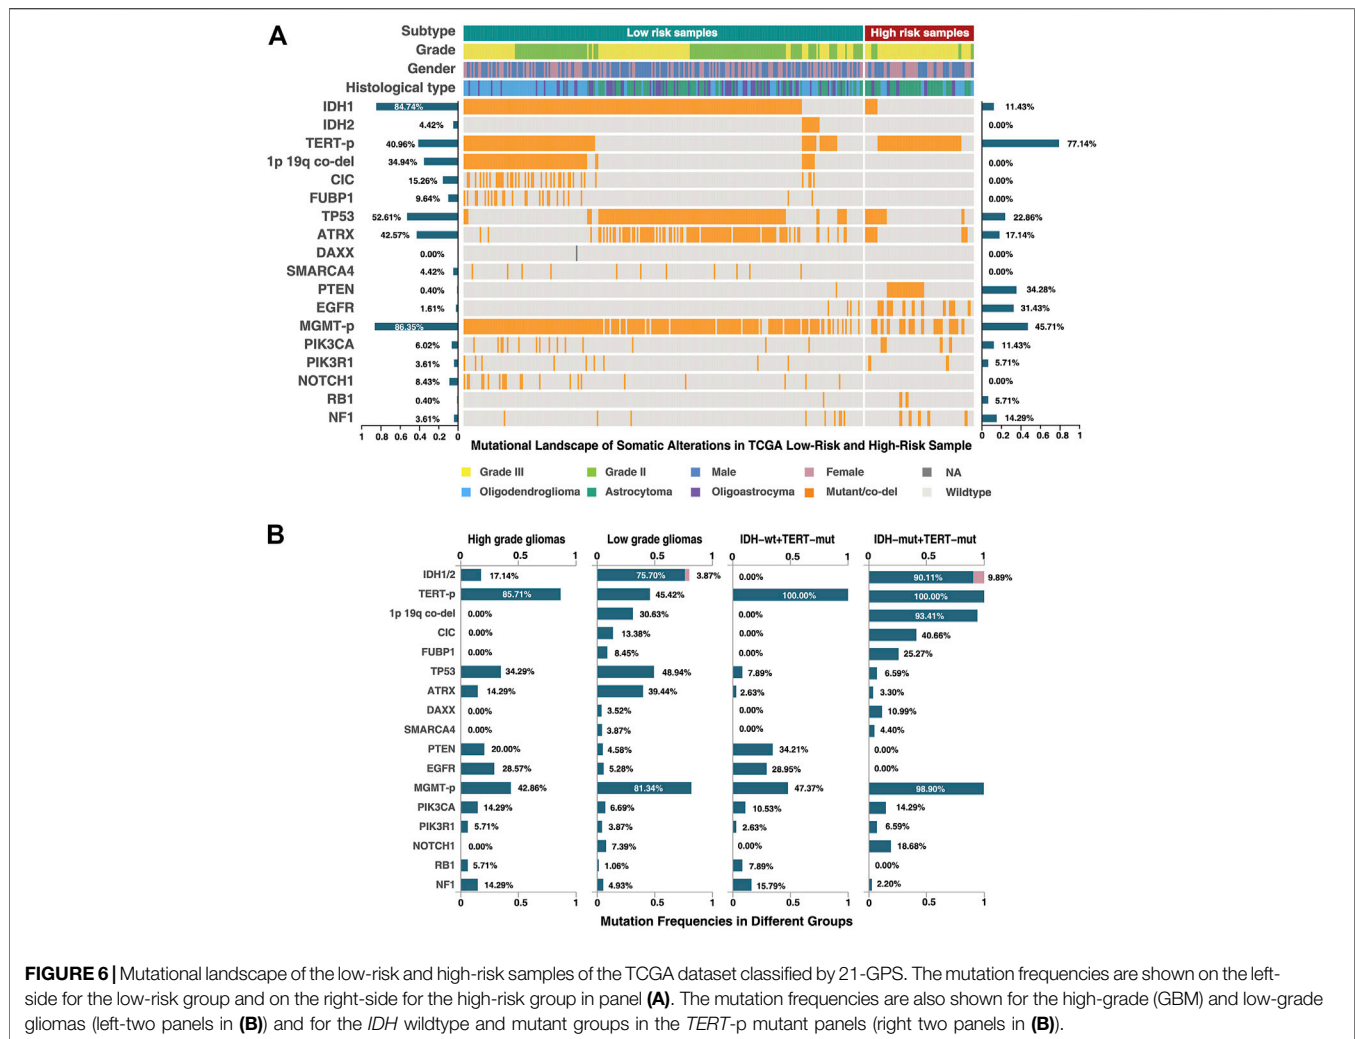 A
Subtype
Low risk samples
High risk samples
Grade
Gender
Histological type
IDH1 84.74% 11.43%
IDH2 4.42% 0.00%
TERT-p 40.96% 77.14%
1p 19q co-del 34.94% 0.00%
CIC 15.26% 0.00%
FUBP1 9.64% 0.00%
TP53 52.61% 22.86%
ATRX 42.57% 17.14%
DAXX 0.00% 0.00%
SMARCA4 4.42% 0.00%
PTEN 0.40% 34.28%
EGFR 1.61% 31.43%
MGMT-p 86.35% 45.71%
PIK3CA 6.02% 11.43%
PIK3R1 3.61% 5.71%
NOTCH1 8.43% 0.00%
RB1 0.40% 5.71%
NF1 3.61% 14.29%
1 0.8 0.6 0.4 0.2 0 0 0.2 0.4 0.6 0.8 1
Mutational Landscape of Somatic Alterations in TCGA Low-Risk and High-Risk Sample
Grade III Grade II Male Female NA
Oligodendroglioma Astrocytoma Oligoastrocyma Mutant/co-del Wildtype
B
High grade gliomas Low grade gliomas IDH-wt+TERT-mut IDH-mut+TERT-mut
0 0.5 1 0 0.5 1 0 0.5 1 0 0.5 1
IDH1/2 17.14% 75.70% 3.87% 0.00% 90.11% 9.89%
TERT-p 85.71% 45.42% 100.00% 100.00%
1p 19q co-del 0.00% 30.63% 0.00% 93.41%
CIC 0.00% 13.38% 0.00% 40.66%
FUBP1 0.00% 8.45% 0.00% 25.27%
TP53 34.29% 48.94% 7.89% 6.59%
ATRX 14.29% 39.44% 2.63% 3.30%
DAXX 0.00% 3.52% 0.00% 10.99%
SMARCA4 0.00% 3.87% 0.00% 4.40%
PTEN 20.00% 4.58% 34.21% 0.00%
EGFR 28.57% 5.28% 28.95% 0.00%
MGMT-p 42.86% 81.34% 47.37% 98.90%
PIK3CA 14.29% 6.69% 10.53% 14.29%
PIK3R1 5.71% 3.87% 2.63% 6.59%
NOTCH1 0.00% 7.39% 0.00% 18.68%
RB1 5.71% 1.06% 7.89% 0.00%
NF1 14.29% 4.93% 15.79% 2.20%
0 0.5 1 0 0.5 1 0 0.5 1 0 0.5 1
Mutation Frequencies in Different Groups
FIGURE 6 | Mutational landscape of the low-risk and high-risk samples of the TCGA dataset classified by 21-GPS. The mutation frequencies are shown on the left-
side for the low-risk group and on the right-side for the high-risk group in panel (A). The mutation frequencies are also shown for the high-grade (GBM) and low-grade
gliomas (left-two panels in (B)) and for the IDH wildtype and mutant groups in the TERT-p mutant panels (right two panels in (B)).